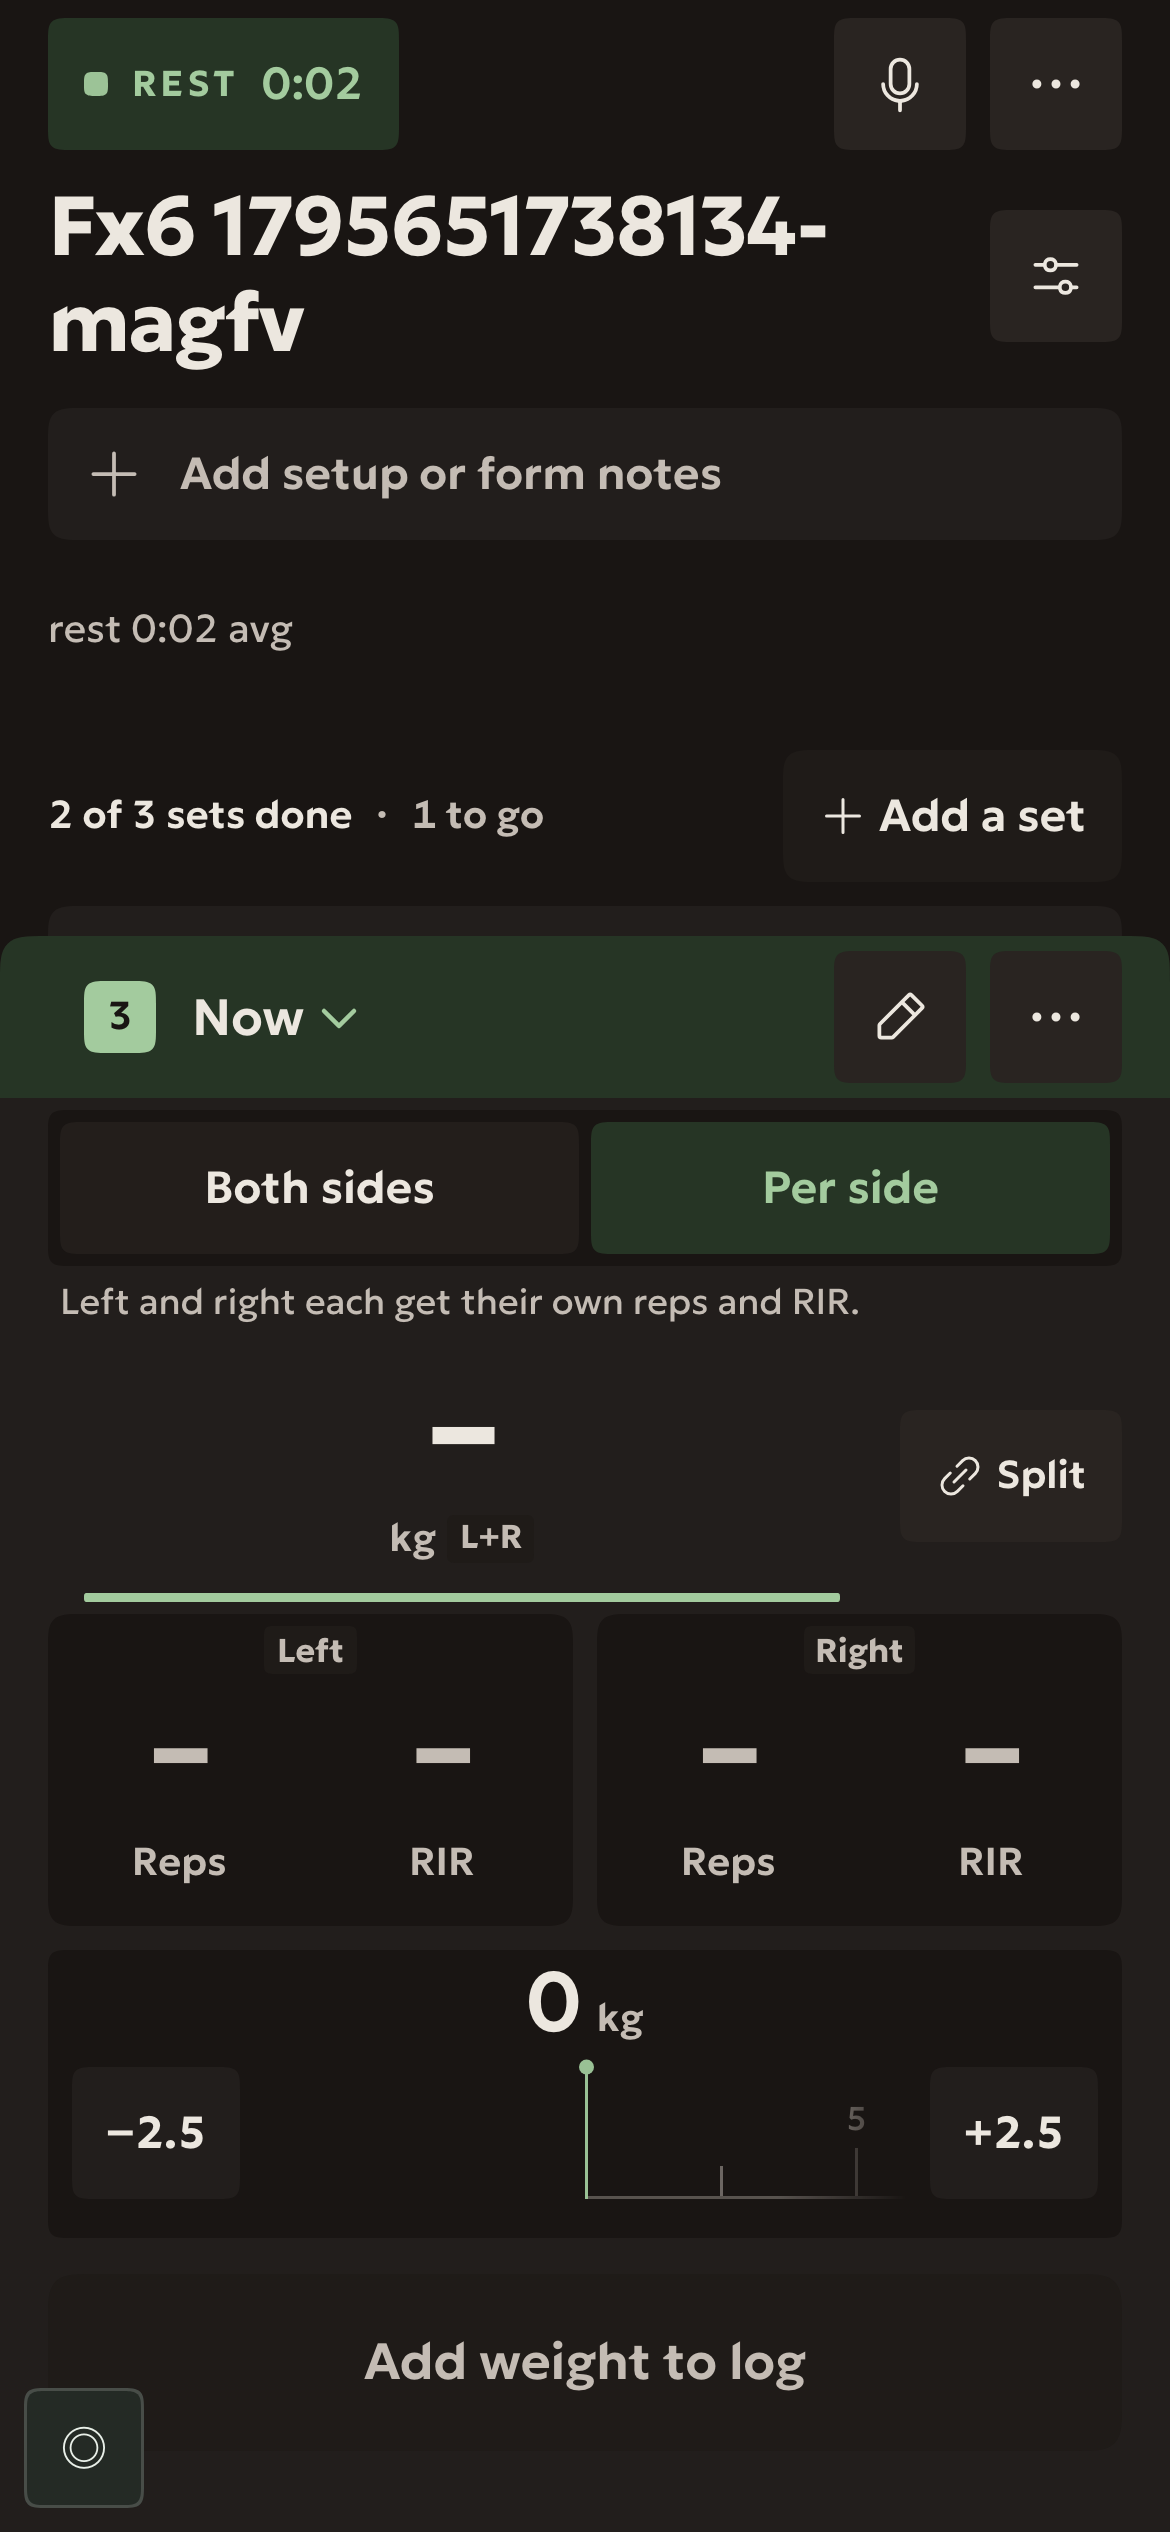 REST 0:02
Fx6 1795651738134-
magfv
Add setup or form notes
rest 0:02 avg
2 of 3 sets done · 1 to go
+ Add a set
3 Now
Both sides
Per side
Left and right each get their own reps and RIR.
–
kg L+R
Split
Left
Right
– – – –
Reps RIR Reps RIR
0 kg
−2.5
5
+2.5
Add weight to log